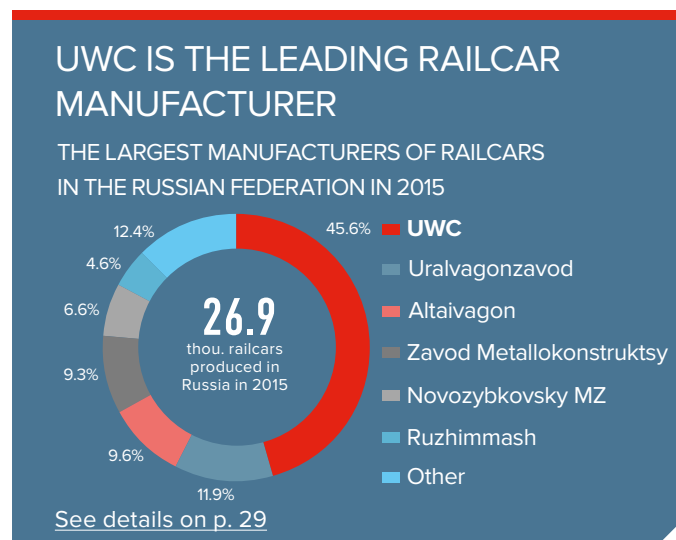 UWC IS THE LEADING RAILCAR
MANUFACTURER
THE LARGEST MANUFACTURERS OF RAILCARS
IN THE RUSSIAN FEDERATION IN 2015
12.4%
45.6%
4.6%
6.6%
9.3%
9.6%
11.9%
26.9
thou. railcars
produced in
Russia in 2015
UWC
Uralvagonzavod
Altaivagon
Zavod Metallokonstruktsy
Novozybkovsky MZ
Ruzhimmash
Other
See details on p. 29